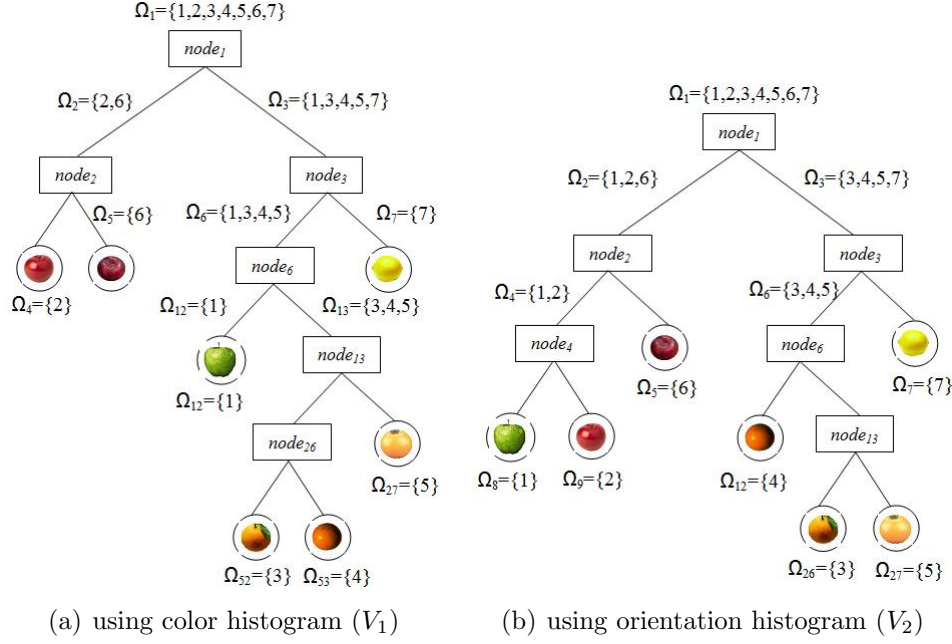 Ω₁={1,2,3,4,5,6,7}
node₁
Ω₂={2,6}
Ω₃={1,3,4,5,7}
node₂
node₃
Ω₅={6}
Ω₆={1,3,4,5}
Ω₇={7}
node₆
Ω₄={2}
Ω₁₂={1}
Ω₁₃={3,4,5}
node₁₃
Ω₁₂={1}
node₂₆
Ω₂₇={5}
Ω₅₂={3}
Ω₅₃={4}
(a) using color histogram (V₁)
Ω₁={1,2,3,4,5,6,7}
node₁
Ω₂={1,2,6}
Ω₃={3,4,5,7}
node₂
node₃
Ω₄={1,2}
Ω₆={3,4,5}
node₄
node₆
Ω₅={6}
Ω₇={7}
node₁₃
Ω₈={1}
Ω₉={2}
Ω₁₂={4}
Ω₂₆={3}
Ω₂₇={5}
(b) using orientation histogram (V₂)